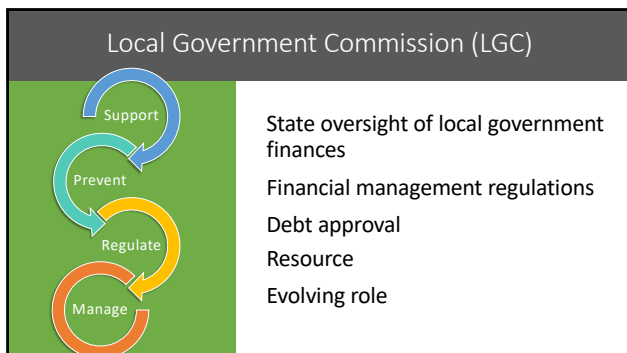 Local Government Commission (LGC)
Support
Prevent
Regulate
Manage
State oversight of local government
finances
Financial management regulations
Debt approval
Resource
Evolving role